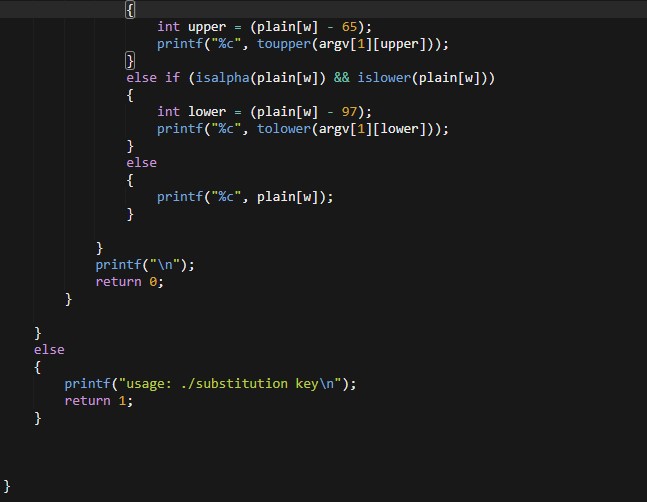 {
int upper = (plain[w] - 65);
printf("%c", toupper(argv[1][upper]));
}
else if (isalpha(plain[w]) && islower(plain[w]))
{
int lower = (plain[w] - 97);
printf("%c", tolower(argv[1][lower]));
}
else
{
printf("%c", plain[w]);
}
}
printf("\n");
return 0;
}
}
else
{
printf("usage: ./substitution key\n");
return 1;
}
}